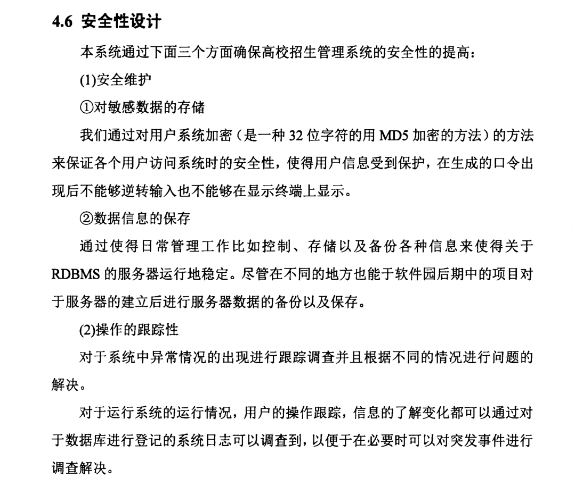 4.6 安全性设计
本系统通过下面三个方面确保高校招生管理系统的安全性的提高：
(1)安全维护
①对敏感数据的存储
我们通过对用户系统加密（是一种 32 位字符的用 MD5 加密的方法）的方法
来保证各个用户访问系统时的安全性，使得用户信息受到保护，在生成的口令出
现后不能够逆转输入也不能够在显示终端上显示。
②数据信息的保存
通过使得日常管理工作比如控制、存储以及备份各种信息来使得关于
RDBMS 的服务器运行地稳定。尽管在不同的地方也能于软件园后期中的项目对
于服务器的建立后进行服务器数据的备份以及保存。
(2)操作的跟踪性
对于系统中异常情况的出现进行跟踪调查并且根据不同的情况进行问题的
解决。
对于运行系统的运行情况，用户的操作跟踪，信息的了解变化都可以通过对
于数据库进行登记的系统日志可以调查到，以便于在必要时可以对突发事件进行
调查解决。